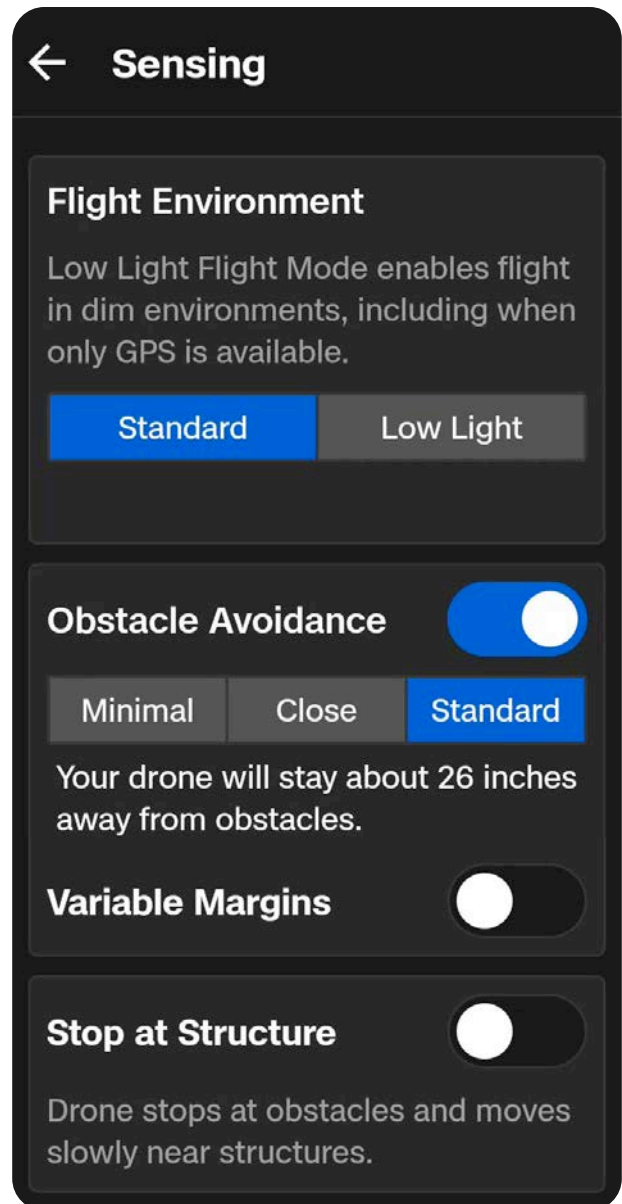 Sensing
Flight Environment
Low Light Flight Mode enables flight
in dim environments, including when
only GPS is available.
Standard Low Light
Obstacle Avoidance
Minimal Close Standard
Your drone will stay about 26 inches
away from obstacles.
Variable Margins
Stop at Structure
Drone stops at obstacles and moves
slowly near structures.